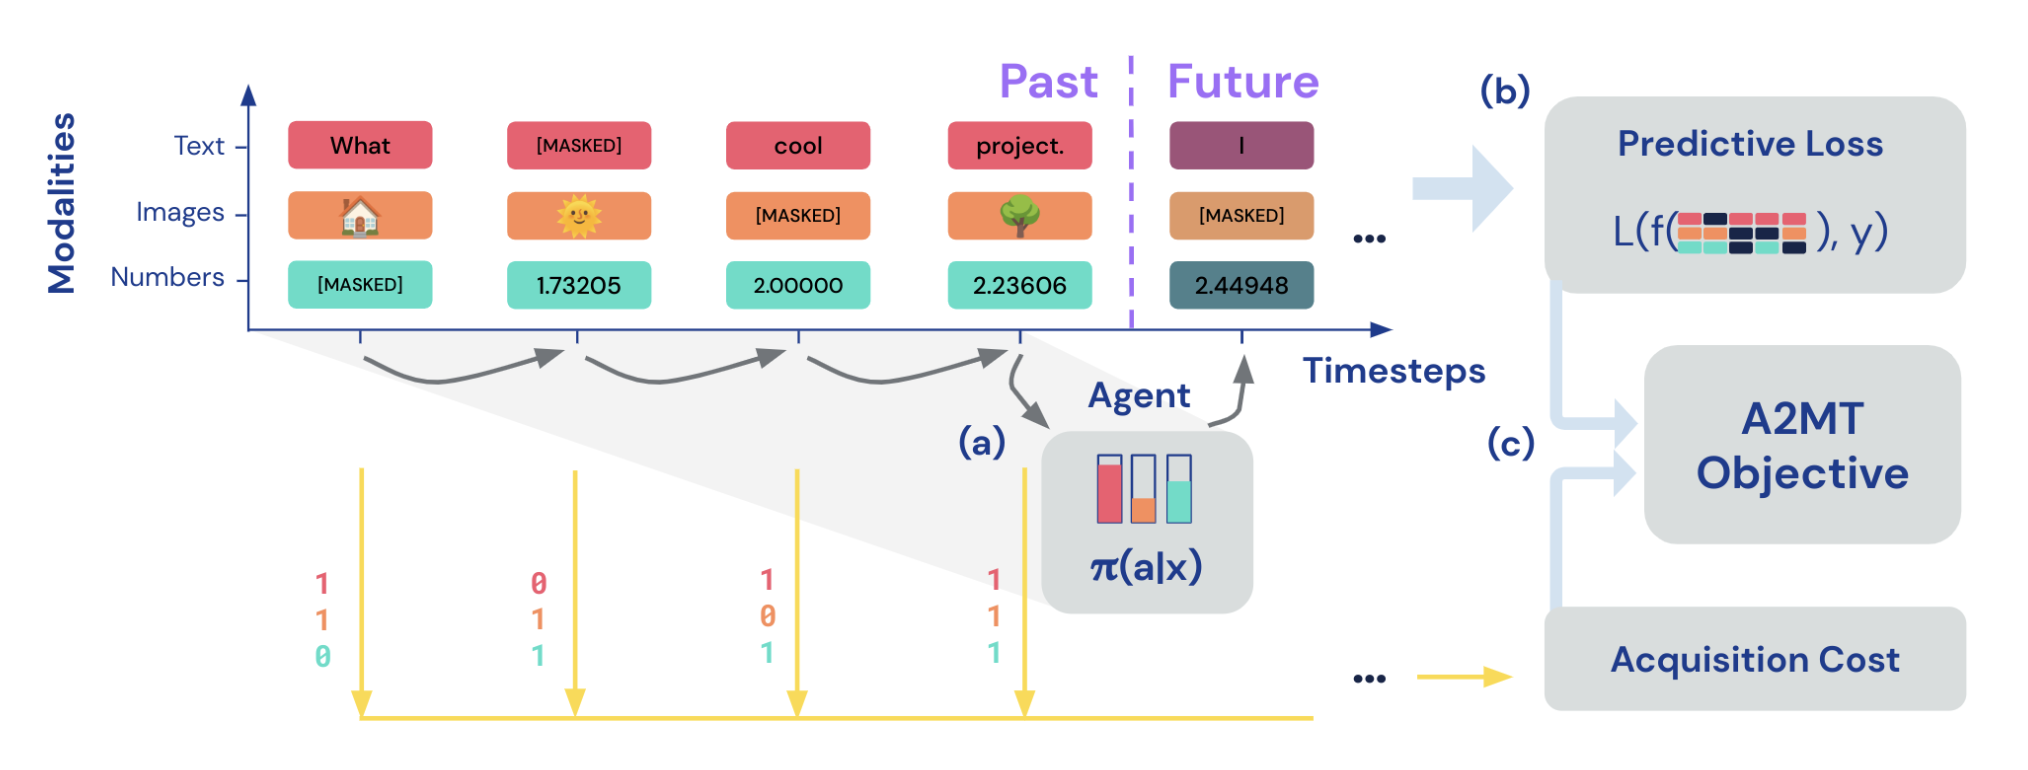 Past
Future
Modalities
Text
What
[MASKED]
cool
project.
I
Images
[MASKED]
[MASKED]
Numbers
[MASKED]
1.73205
2.00000
2.23606
2.44948
...
Timesteps
(a)
Agent
π(a|x)
1
1
0
0
1
1
1
0
1
1
1
1
...
(b)
Predictive Loss
L(f( ), y)
(c)
A2MT
Objective
Acquisition Cost